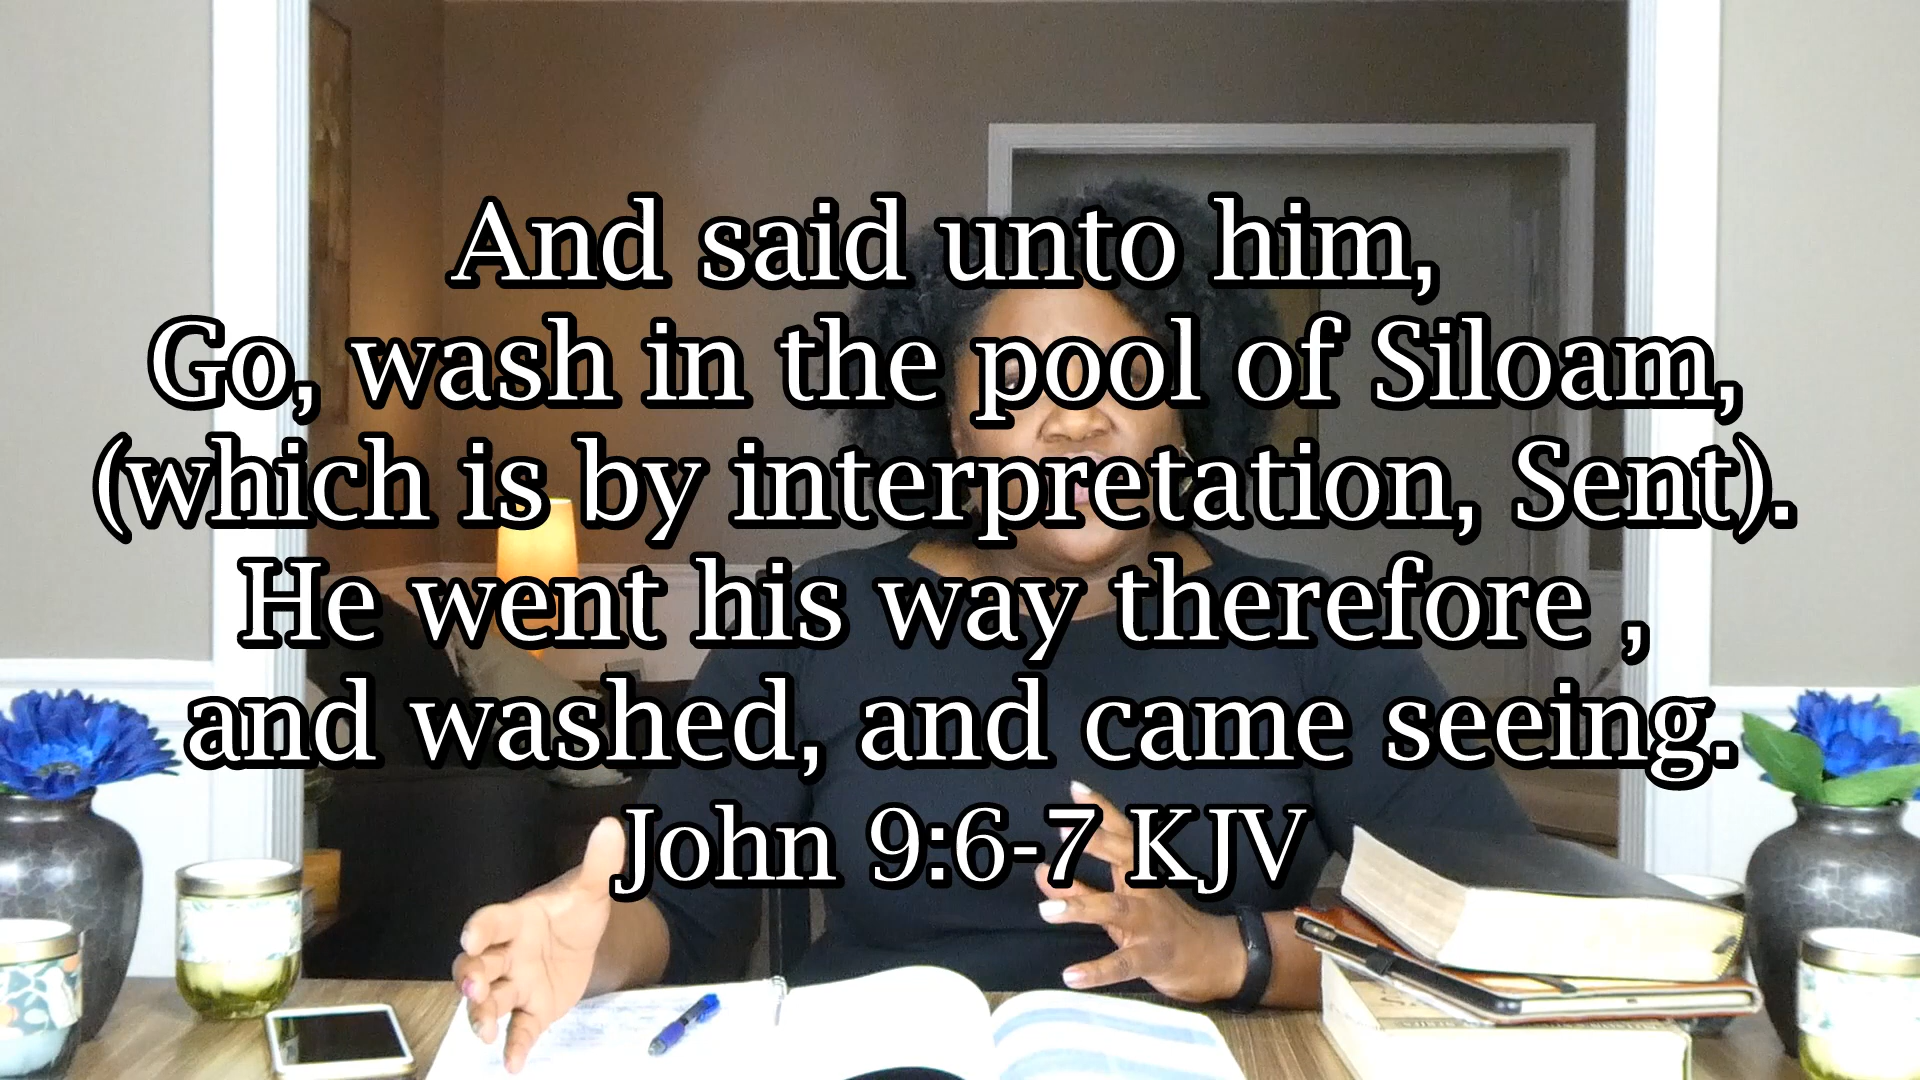 And said unto him,
Go, wash in the pool of Siloam,
(which is by interpretation, Sent).
He went his way therefore ,
and washed, and came seeing.
John 9:6-7 KJV